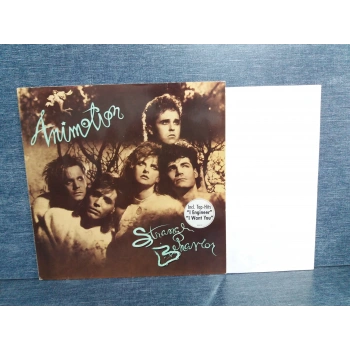 Animotion
Incl. Top-Hits
"I Engineer"
"I Want You"
Strange
Behavior